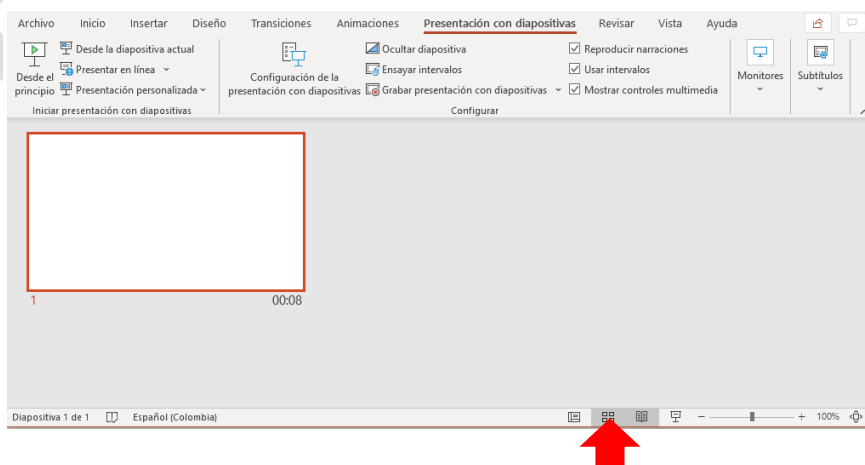 Archivo Inicio Insertar Diseño Transiciones Animaciones Presentación con diapositivas Revisar Vista Ayuda
Desde el principio
Desde la diapositiva actual
Presentar en línea
Presentación personalizada
Iniciar presentación con diapositivas
Configuración de la
presentación con diapositivas
Ocultar diapositiva
Ensayar intervalos
Grabar presentación con diapositivas
Reproducir narraciones
Usar intervalos
Mostrar controles multimedia
Configurar
Monitores
Subtítulos
1 00:08
Diapositiva 1 de 1 Español (Colombia) 100%